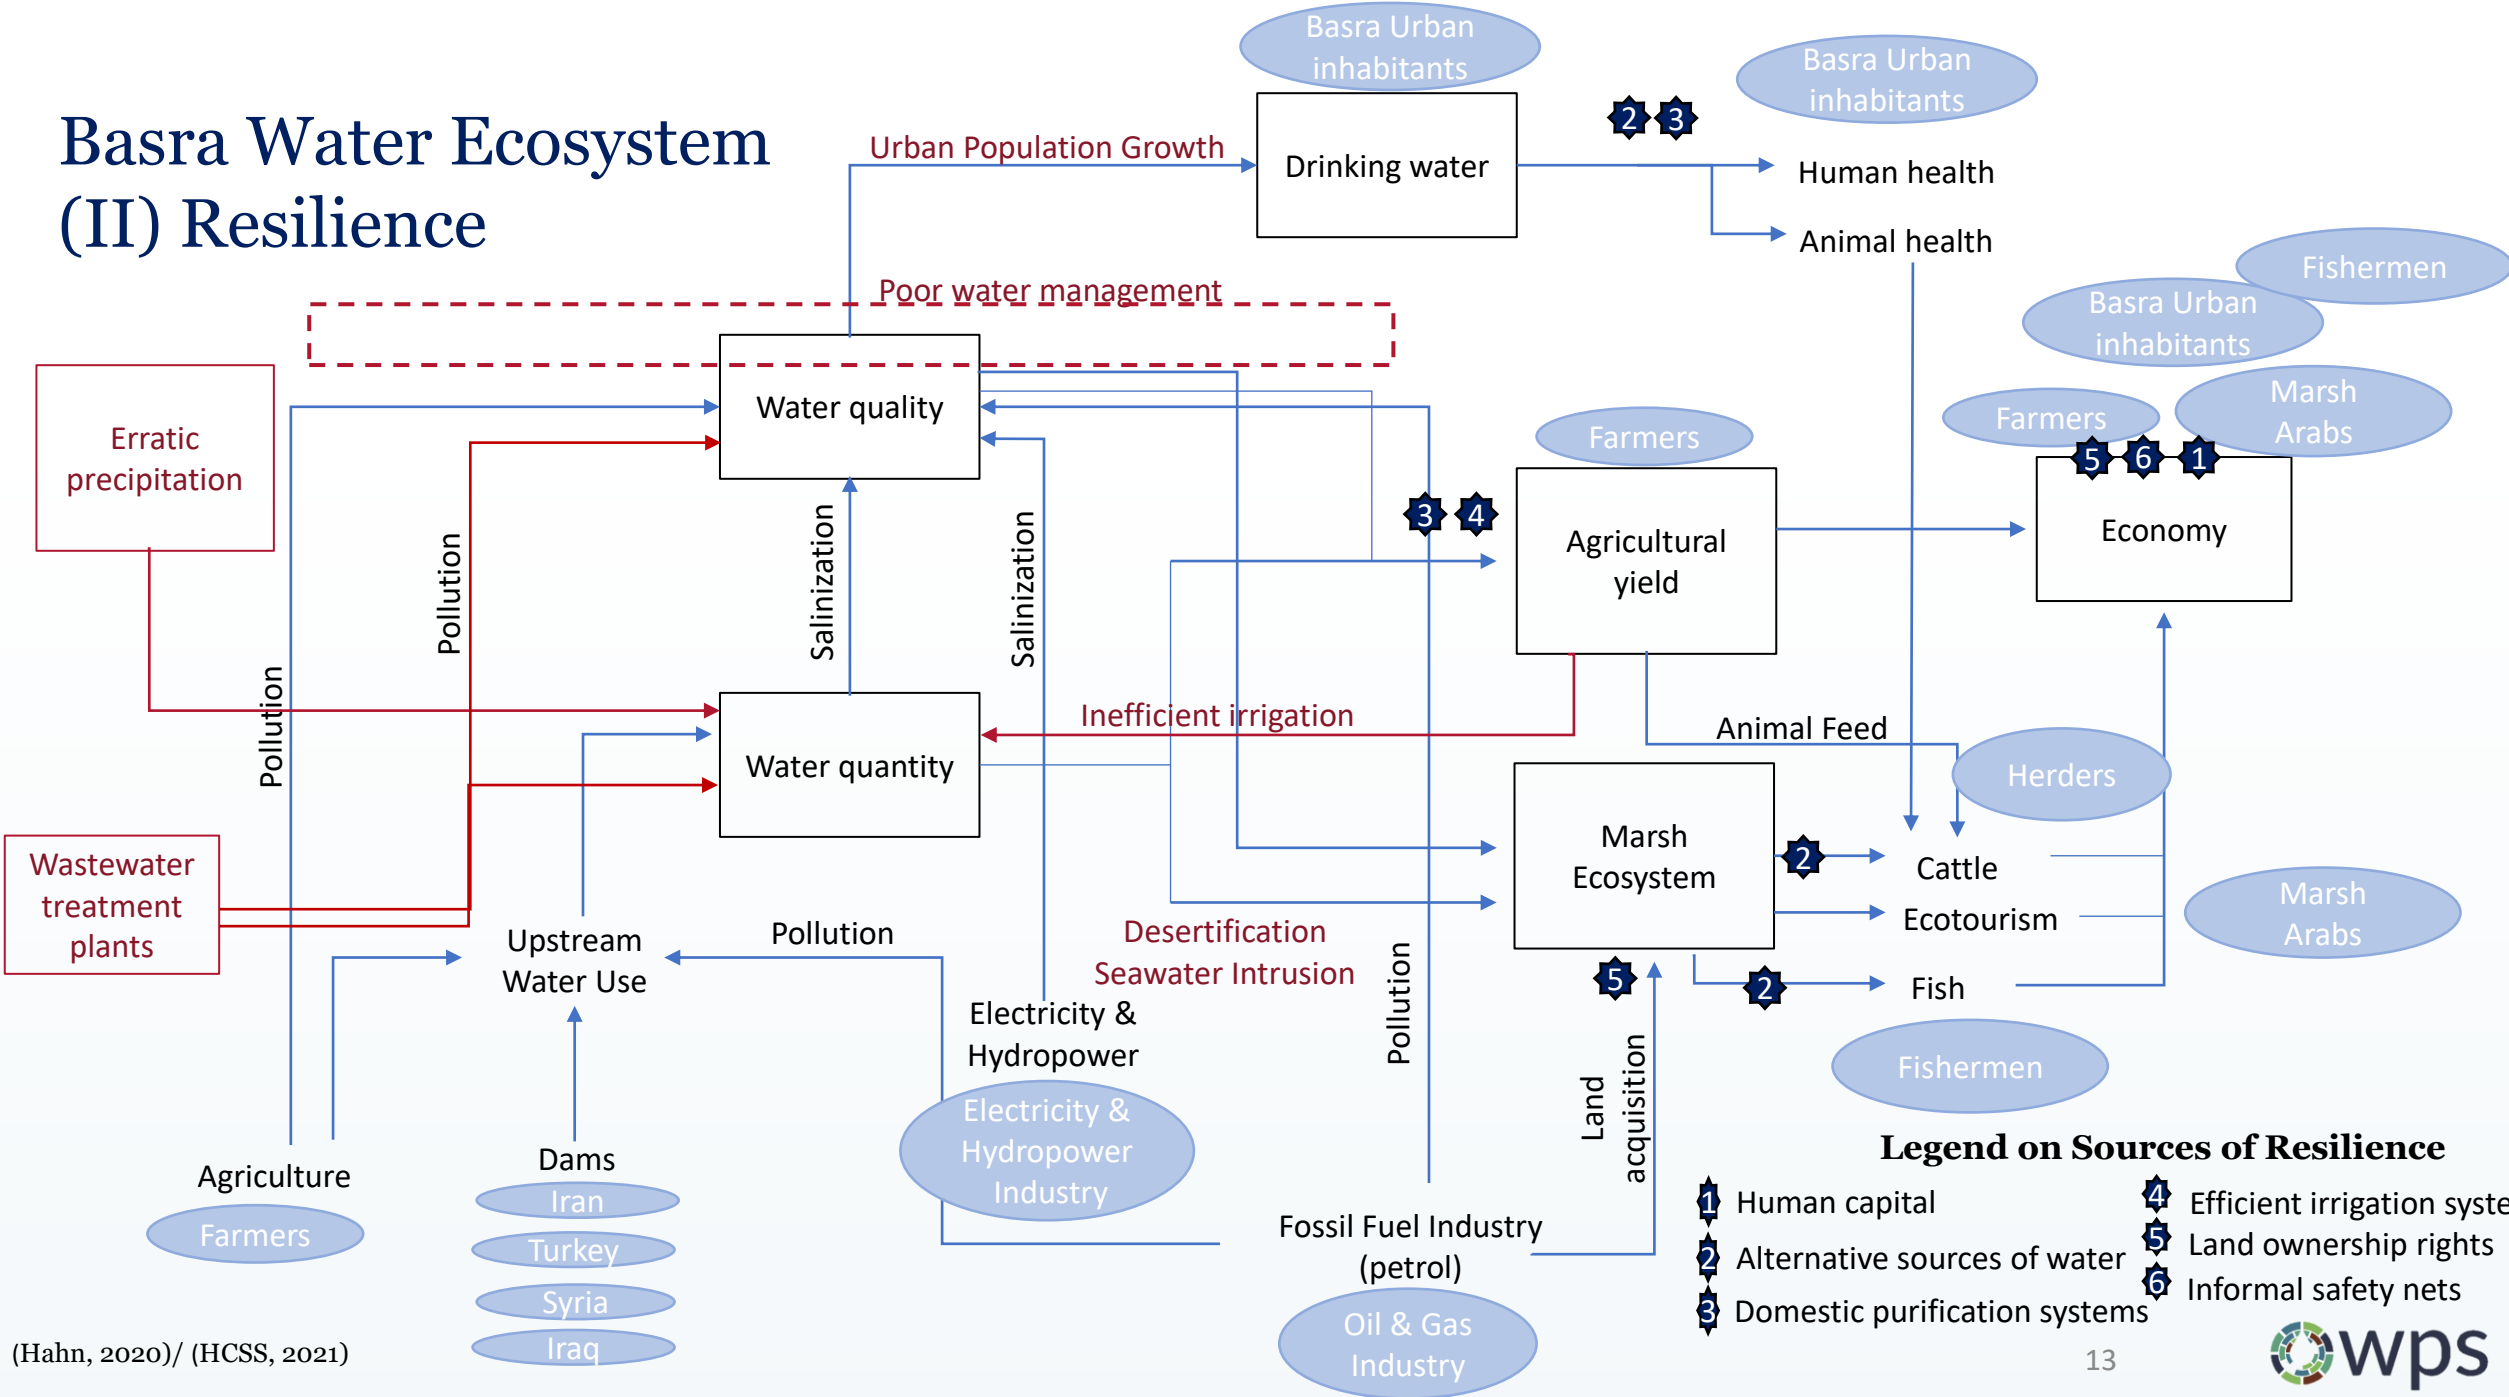 Basra Water Ecosystem
(II) Resilience
Basra Urban
inhabitants
Basra Urban
inhabitants
2
3
Urban Population Growth
Drinking water
Human health
Animal health
Fishermen
Basra Urban
inhabitants
Poor water management
Erratic
precipitation
Water quality
Farmers
Farmers
Marsh
Arabs
5
6
1
3
4
Agricultural
yield
Economy
Pollution
Pollution
Salinization
Salinization
Inefficient irrigation
Animal Feed
Water quantity
Herders
Wastewater
treatment
plants
Marsh
Ecosystem
2
Cattle
Ecotourism
Marsh
Arabs
Upstream
Water Use
Pollution
Desertification
Seawater Intrusion
Pollution
5
2
Fish
Electricity &
Hydropower
Fishermen
Land
acquisition
Electricity &
Hydropower
Industry
Agriculture
Farmers
Dams
Iran
Turkey
Syria
Iraq
Fossil Fuel Industry
(petrol)
Oil & Gas
Industry
Legend on Sources of Resilience
1 Human capital
2 Alternative sources of water
3 Domestic purification systems
4 Efficient irrigation syste
5 Land ownership rights
6 Informal safety nets
(Hahn, 2020)/ (HCSS, 2021)
13
wps